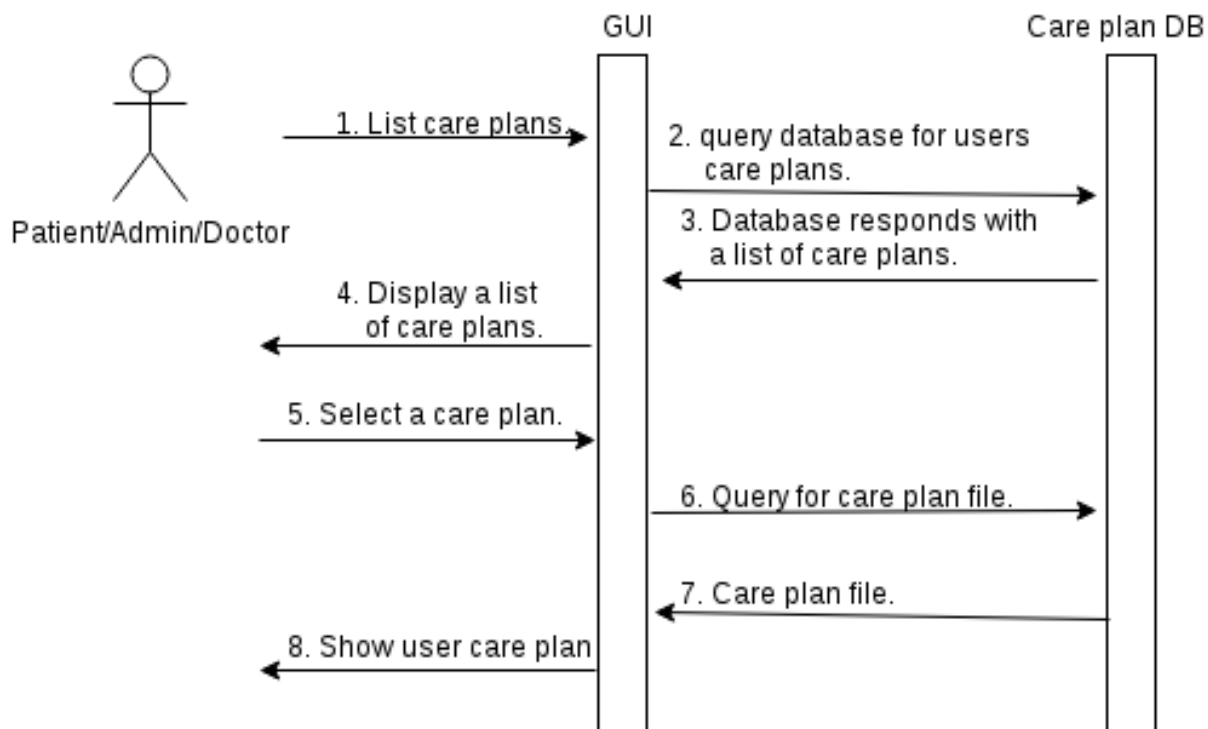 GUI
Care plan DB
1. List care plans.
2. query database for users
care plans.
Patient/Admin/Doctor
3. Database responds with
a list of care plans.
4. Display a list
of care plans.
5. Select a care plan.
6. Query for care plan file.
7. Care plan file.
8. Show user care plan